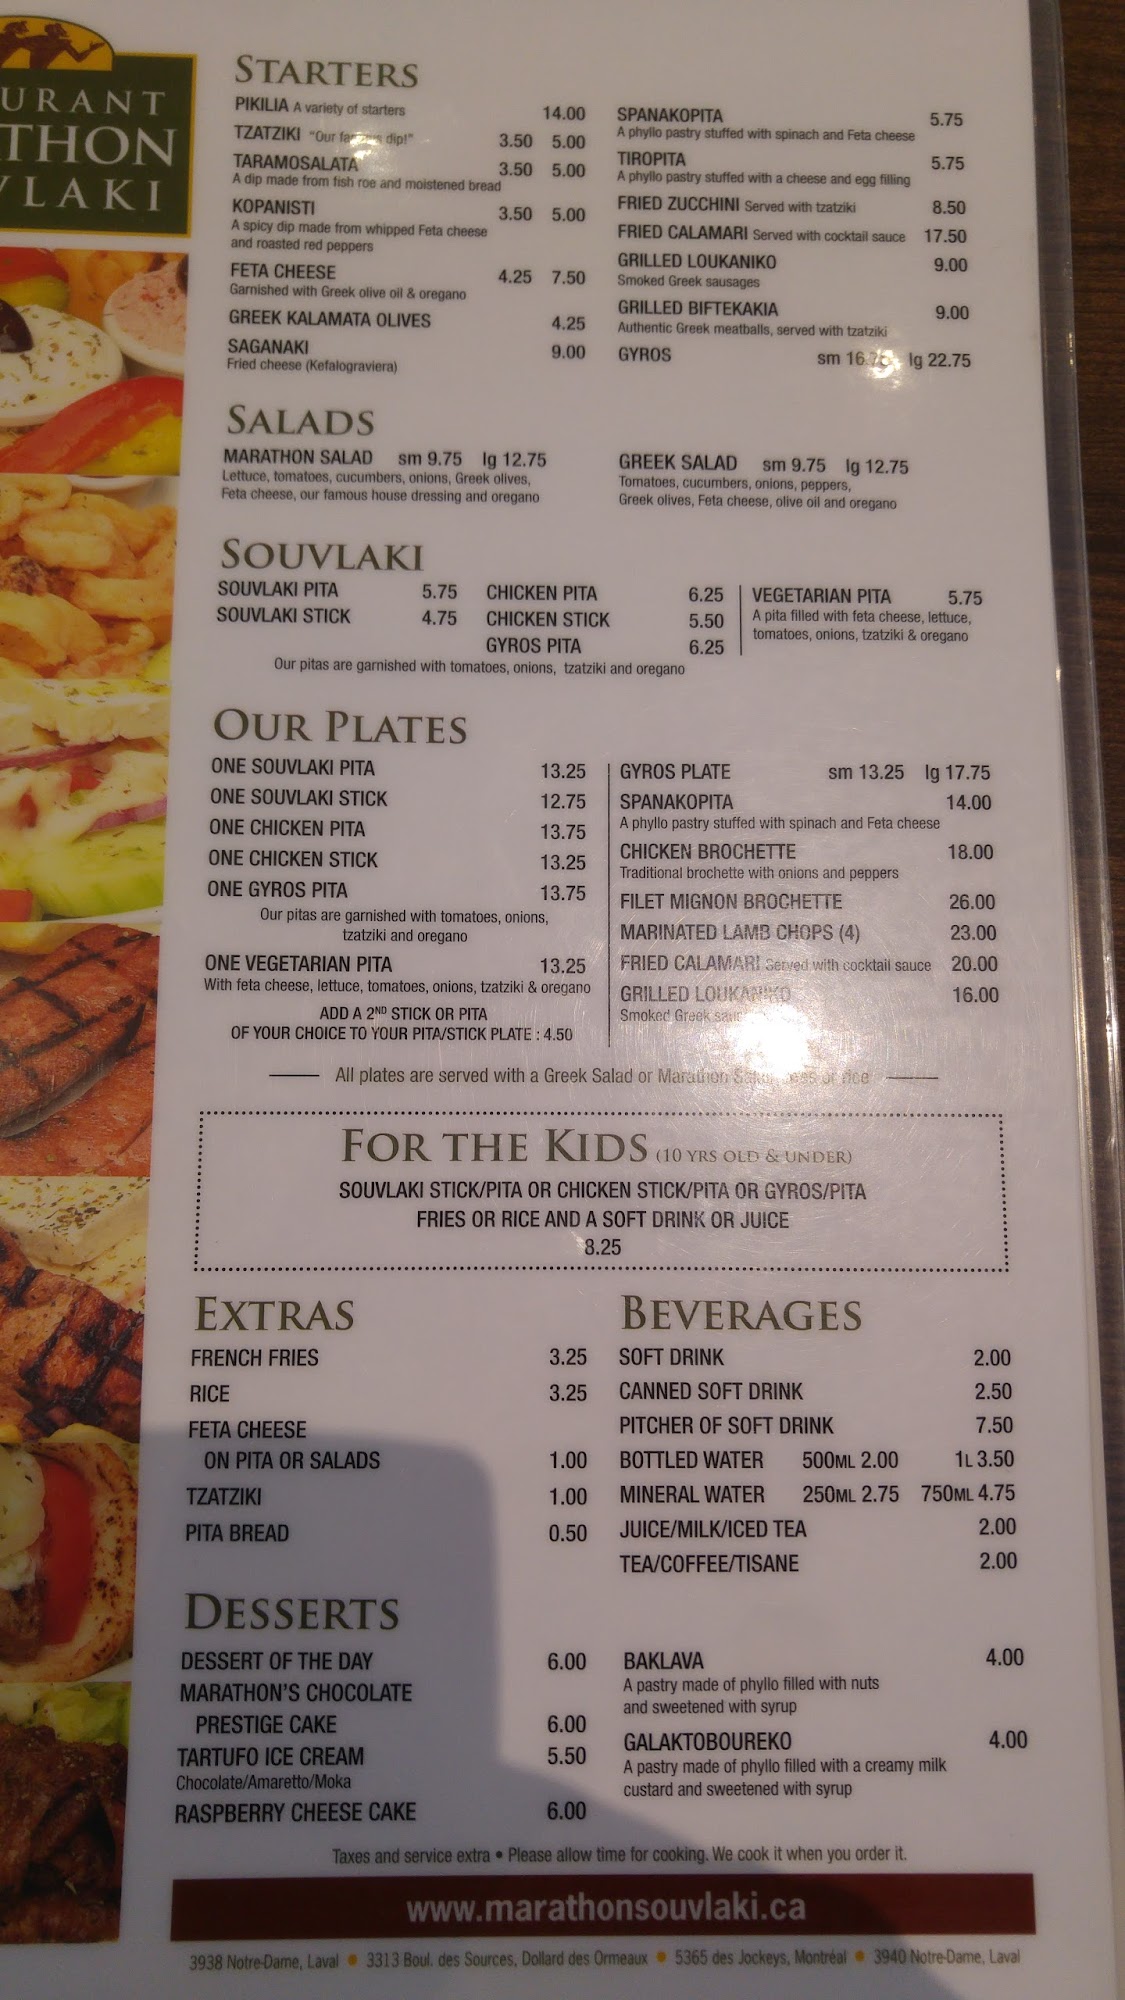 URANT
THON
VLAKI
STARTERS
PIKILIA A variety of starters 14.00
TZATZIKI "Our famous dip!" 3.50 5.00
TARAMOSALATA 3.50 5.00
A dip made from fish roe and moistened bread
KOPANISTI 3.50 5.00
A spicy dip made from whipped Feta cheese
and roasted red peppers
FETA CHEESE 4.25 7.50
Garnished with Greek olive oil & oregano
GREEK KALAMATA OLIVES 4.25
SAGANAKI 9.00
Fried cheese (Kefalograviera)
SPANAKOPITA 5.75
A phyllo pastry stuffed with spinach and Feta cheese
TIROPITA 5.75
A phyllo pastry stuffed with a cheese and egg filling
FRIED ZUCCHINI Served with tzatziki 8.50
FRIED CALAMARI Served with cocktail sauce 17.50
GRILLED LOUKANIKO 9.00
Smoked Greek sausages
GRILLED BIFTEKAKIA 9.00
Authentic Greek meatballs, served with tzatziki
GYROS sm 16.75 lg 22.75
SALADS
MARATHON SALAD sm 9.75 lg 12.75
Lettuce, tomatoes, cucumbers, onions, Greek olives,
Feta cheese, our famous house dressing and oregano
GREEK SALAD sm 9.75 lg 12.75
Tomatoes, cucumbers, onions, peppers,
Greek olives, Feta cheese, olive oil and oregano
SOUVLAKI
SOUVLAKI PITA 5.75
SOUVLAKI STICK 4.75
CHICKEN PITA 6.25
CHICKEN STICK 5.50
GYROS PITA 6.25
VEGETARIAN PITA 5.75
A pita filled with feta cheese, lettuce,
tomatoes, onions, tzatziki & oregano
Our pitas are garnished with tomatoes, onions, tzatziki and oregano
OUR PLATES
ONE SOUVLAKI PITA 13.25
ONE SOUVLAKI STICK 12.75
ONE CHICKEN PITA 13.75
ONE CHICKEN STICK 13.25
ONE GYROS PITA 13.75
Our pitas are garnished with tomatoes, onions,
tzatziki and oregano
ONE VEGETARIAN PITA 13.25
With feta cheese, lettuce, tomatoes, onions, tzatziki & oregano
ADD A 2ND STICK OR PITA
OF YOUR CHOICE TO YOUR PITA/STICK PLATE : 4.50
GYROS PLATE sm 13.25 lg 17.75
SPANAKOPITA 14.00
A phyllo pastry stuffed with spinach and Feta cheese
CHICKEN BROCHETTE 18.00
Traditional brochette with onions and peppers
FILET MIGNON BROCHETTE 26.00
MARINATED LAMB CHOPS (4) 23.00
FRIED CALAMARI Served with cocktail sauce 20.00
GRILLED LOUKANIKO 16.00
Smoked Greek
All plates are served with a Greek Salad or Marathon or rice
FOR THE KIDS (10 YRS OLD & UNDER)
SOUVLAKI STICK/PITA OR CHICKEN STICK/PITA OR GYROS/PITA
FRIES OR RICE AND A SOFT DRINK OR JUICE
8.25
EXTRAS
FRENCH FRIES 3.25
RICE 3.25
FETA CHEESE
ON PITA OR SALADS 1.00
TZATZIKI 1.00
PITA BREAD 0.50
BEVERAGES
SOFT DRINK 2.00
CANNED SOFT DRINK 2.50
PITCHER OF SOFT DRINK 7.50
BOTTLED WATER 500ML 2.00 1L 3.50
MINERAL WATER 250ML 2.75 750ML 4.75
JUICE/MILK/ICED TEA 2.00
TEA/COFFEE/TISANE 2.00
DESSERTS
DESSERT OF THE DAY 6.00
MARATHON'S CHOCOLATE
PRESTIGE CAKE 6.00
TARTUFO ICE CREAM 5.50
Chocolate/Amaretto/Moka
RASPBERRY CHEESE CAKE 6.00
BAKLAVA 4.00
A pastry made of phyllo filled with nuts
and sweetened with syrup
GALAKTOBOUREKO 4.00
A pastry made of phyllo filled with a creamy milk
custard and sweetened with syrup
Taxes and service extra • Please allow time for cooking. We cook it when you order it.
www.marathonsouvlaki.ca
3938 Notre-Dame, Laval • 3313 Boul. des Sources, Dollard des Ormeaux • 5365 des Jockeys, Montréal • 3940 Notre-Dame, Laval